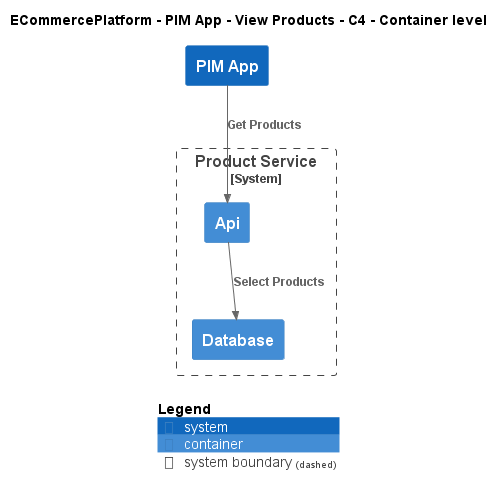 ECommercePlatform - PIM App - View Products - C4 - Container level
PIM App
Get Products
Product Service
[System]
Api
Select Products
Database
Legend
system
container
system boundary (dashed)